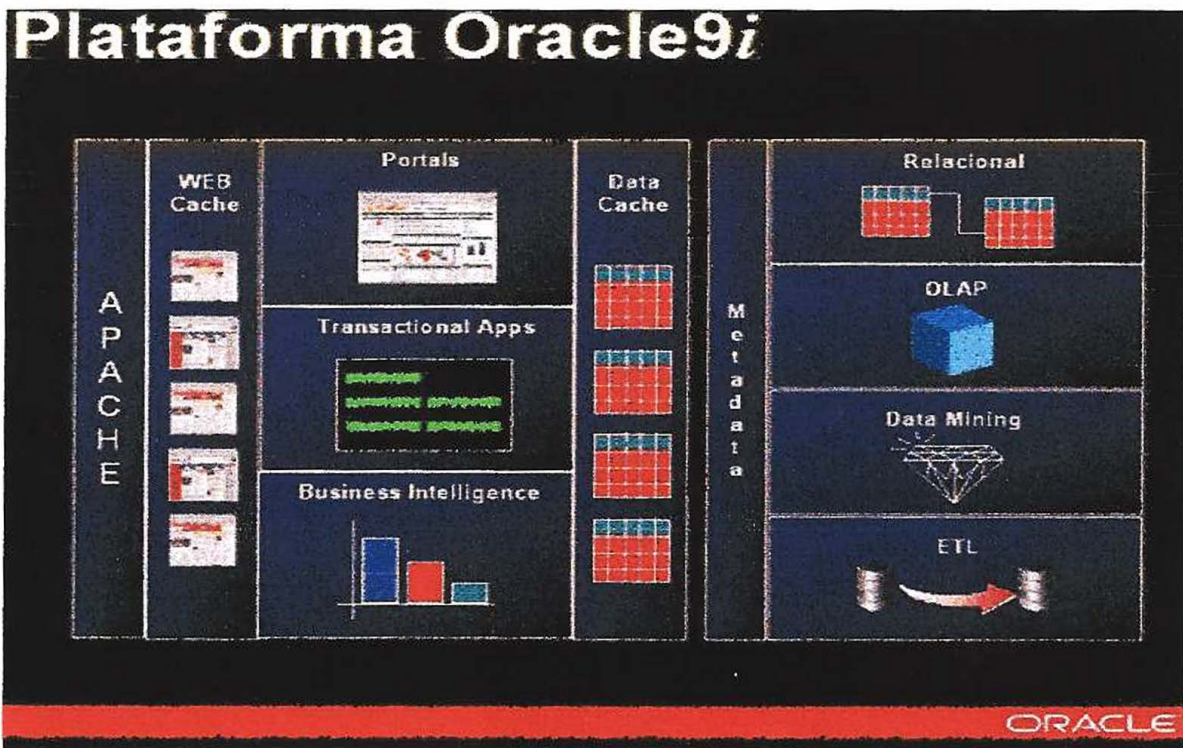 Plataforma Oracle9i
APACHE
WEB
Cache
Portals
Transactional Apps
Business Intelligence
Data
Cache
Metadata
Relacional
OLAP
Data Mining
ETL
ORACLE